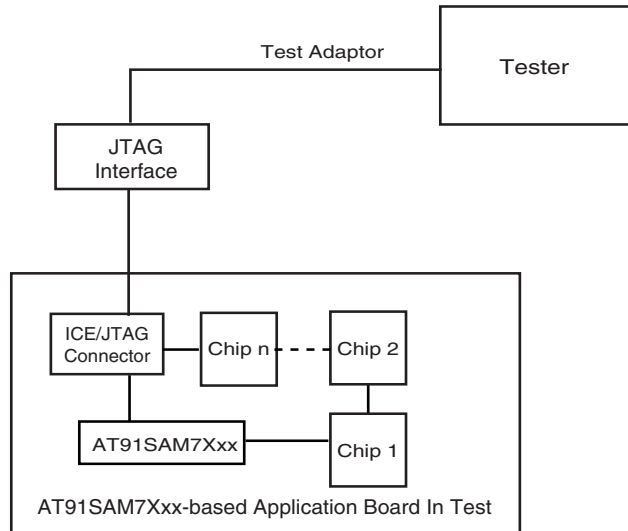 Test Adaptor
Tester
JTAG
Interface
ICE/JTAG
Connector
Chip n
Chip 2
AT91SAM7Xxx
Chip 1
AT91SAM7Xxx-based Application Board In Test